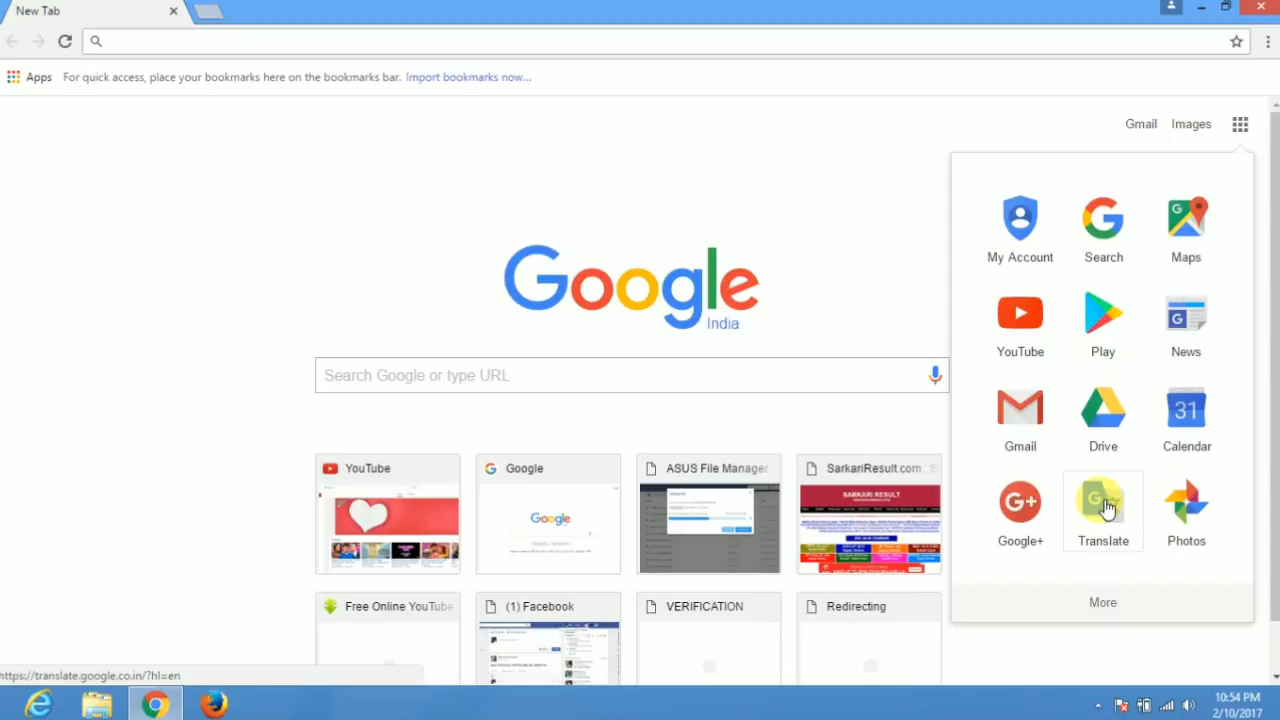 New Tab
Apps For quick access, place your bookmarks here on the bookmarks bar. Import bookmarks now...
Gmail Images
My Account Search Maps
YouTube Play News
Gmail Drive Calendar
31
Google+ Translate Photos
More
Google
India
Search Google or type URL
YouTube Google ASUS File Manager SarkariResult.com : S
SARKARI RESULT
Google
Free Online YouTube (1) Facebook VERIFICATION Redirecting
https://translate.google.co.in/?hl=en
10:54 PM
2/10/2017